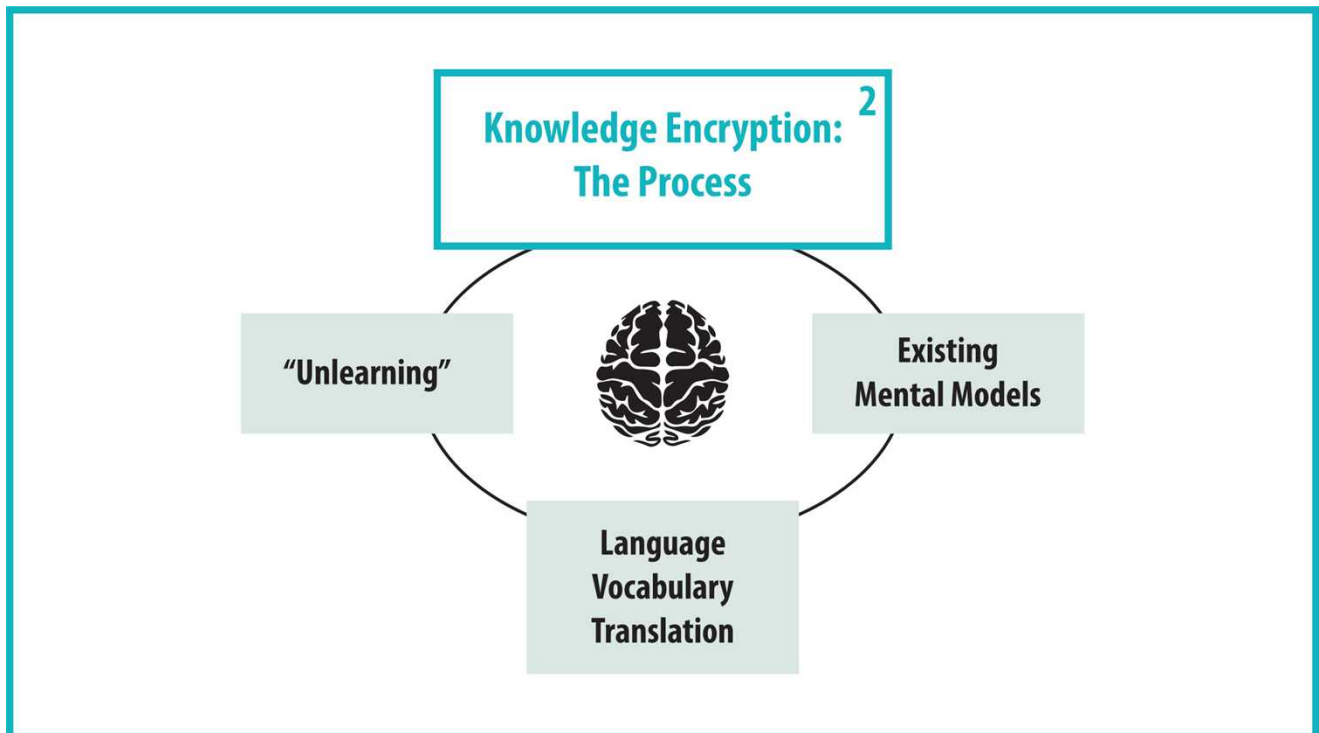 Knowledge Encryption: 2
The Process
“Unlearning”
Existing
Mental Models
Language
Vocabulary
Translation